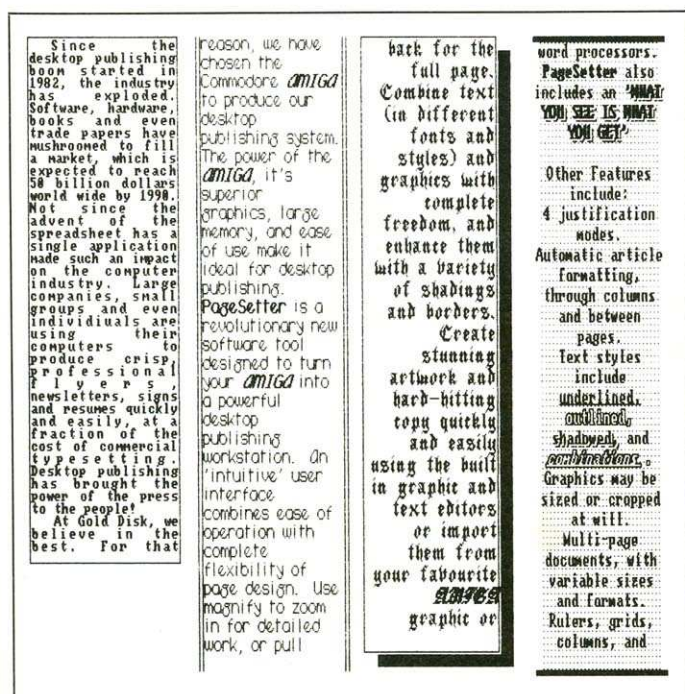 Since the
desktop publishing
boom started in
1982, the industry
has exploded.
Software, hardware,
books and even
trade papers have
mushroomed to fill
a market, which is
expected to reach
50 billion dollars
world wide by 1990.
Not since the
advent of the
spreadsheet has a
single application
made such an impact
on the computer
industry. Large
companies, small
groups and even
individiuals are
using their
computers to
produce crisp,
professional
flyers,
newsletters, signs
and resumes quickly
and easily, at a
fraction of the
cost of commercial
typesetting.
Desktop publishing
has brought the
power of the press
to the people!
At Gold Disk, we
believe in the
best. For that
reason, we have
chosen the
Commodore AMIGA
to produce our
desktop
publishing system.
The power of the
AMIGA, it's
superior
graphics, large
memory, and ease
of use make it
ideal for desktop
publishing.
PageSetter is a
revolutionary new
software tool
designed to turn
your AMIGA into
a powerful
desktop
publishing
workstation. An
'intuitive' user
interface
combines ease of
operation with
complete
flexibility of
page design. Use
magnify to zoom
in for detailed
work, or pull
back for the
full page.
Combine text
(in different
fonts and
styles) and
graphics with
complete
freedom, and
enhance them
with a variety
of shadings
and borders.
Create
stunning
artwork and
hard-hitting
copy quickly
and easily
using the built
in graphic and
text editors
or import
them from
your favourite
AMIGA
graphic or
word processors.
PageSetter also
includes an 'WHAT
YOU SEE IS WHAT
YOU GET'.
Other Features
include:
4 justification
modes.
Automatic article
formatting,
through columns
and between
pages.
Text styles
include
underlined,
outlined,
shadowed, and
combinations.
Graphics may be
sized or cropped
at will.
Multi-page
documents, with
variable sizes
and formats.
Rulers, grids,
columns, and